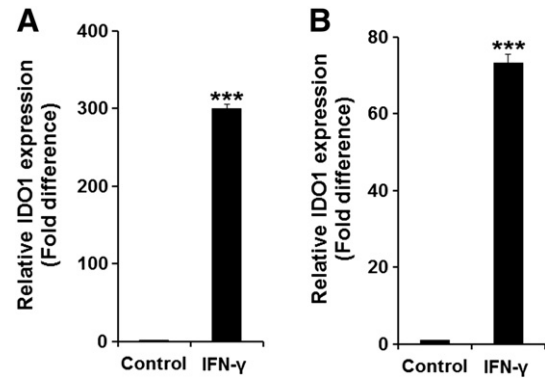 A
Relative IDO1 expression
(Fold difference)
400
300
200
100
0
***
Control IFN-γ
B
Relative IDO1 expression
(Fold difference)
80
60
40
20
0
***
Control IFN-γ